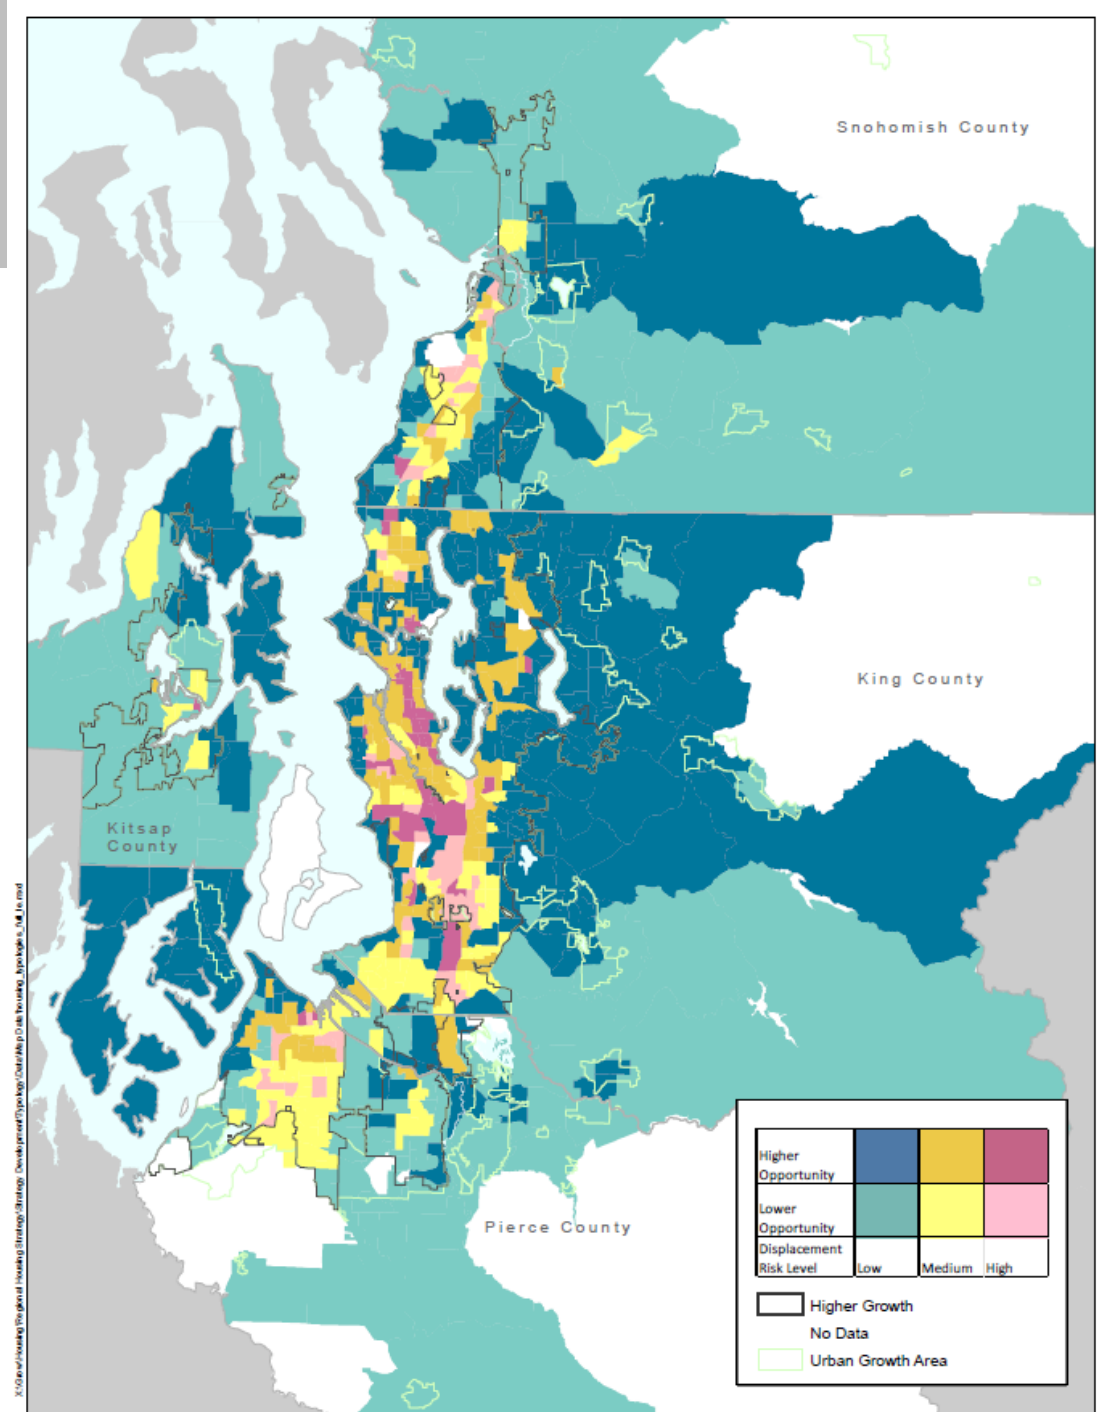 Snohomish County
King County
Kitsap
County
Pierce County
Higher
Opportunity
Lower
Opportunity
Displacement
Risk Level
Low
Medium
High
Higher Growth
No Data
Urban Growth Area